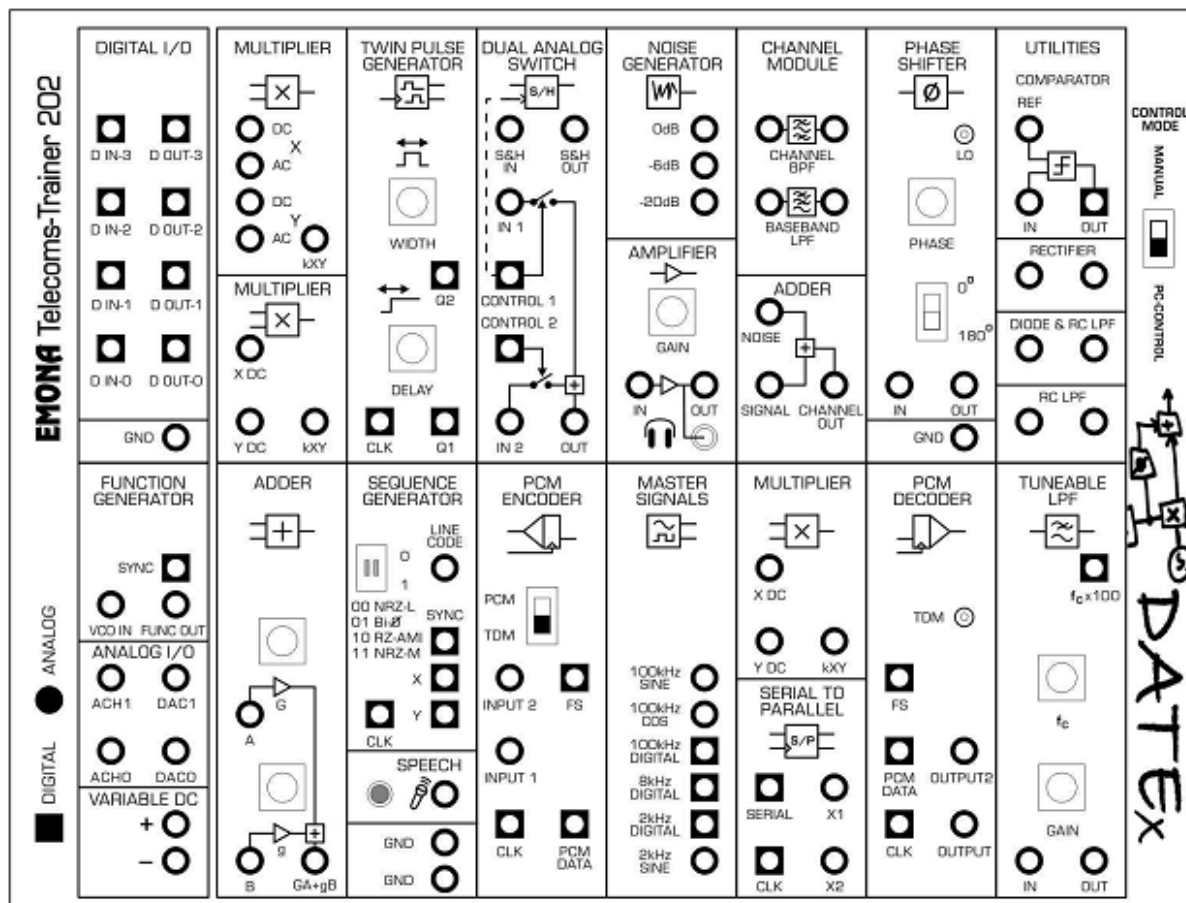 EMONA Telecoms-Trainer 202
DIGITAL
ANALOG
DIGITAL I/O
D IN-3
D OUT-3
D IN-2
D OUT-2
D IN-1
D OUT-1
D IN-0
D OUT-0
GND
MULTIPLIER
X
DC
X
AC
DC
Y
AC
kXY
MULTIPLIER
X
X DC
Y DC
kXY
TWIN PULSE
GENERATOR
WIDTH
Q2
DELAY
CLK
Q1
DUAL ANALOG
SWITCH
S/H
S&H
IN
S&H
OUT
IN 1
CONTROL 1
CONTROL 2
+
IN 2
OUT
NOISE
GENERATOR
0dB
-6dB
-20dB
AMPLIFIER
GAIN
IN
OUT
CHANNEL
MODULE
CHANNEL
BPF
BASEBAND
LPF
ADDER
NOISE
+
SIGNAL
CHANNEL
OUT
PHASE
SHIFTER
Ø
LO
PHASE
0°
180°
IN
OUT
GND
UTILITIES
COMPARATOR
REF
IN
OUT
RECTIFIER
DIODE & RC LPF
RC LPF
CONTROL
MODE
MANUAL
PC-CONTROL
FUNCTION
GENERATOR
SYNC
VCO IN
FUNC OUT
ANALOG I/O
ACH1
DAC1
ACH0
DAC0
VARIABLE DC
+
−
ADDER
+
G
A
g
+
B
GA+gB
SEQUENCE
GENERATOR
LINE
CODE
0
1
00 NRZ-L
01 Bi-Ø
10 RZ-AMI
11 NRZ-M
SYNC
X
Y
CLK
SPEECH
GND
GND
PCM
ENCODER
PCM
TDM
INPUT 2
FS
INPUT 1
CLK
PCM
DATA
MASTER
SIGNALS
100kHz
SINE
100kHz
COS
100kHz
DIGITAL
8kHz
DIGITAL
2kHz
DIGITAL
2kHz
SINE
MULTIPLIER
X
X DC
Y DC
kXY
SERIAL TO
PARALLEL
S/P
SERIAL
X1
CLK
X2
PCM
DECODER
TDM
FS
PCM
DATA
OUTPUT2
CLK
OUTPUT
TUNEABLE
LPF
fc x100
fc
GAIN
IN
OUT
+
X
DATEx